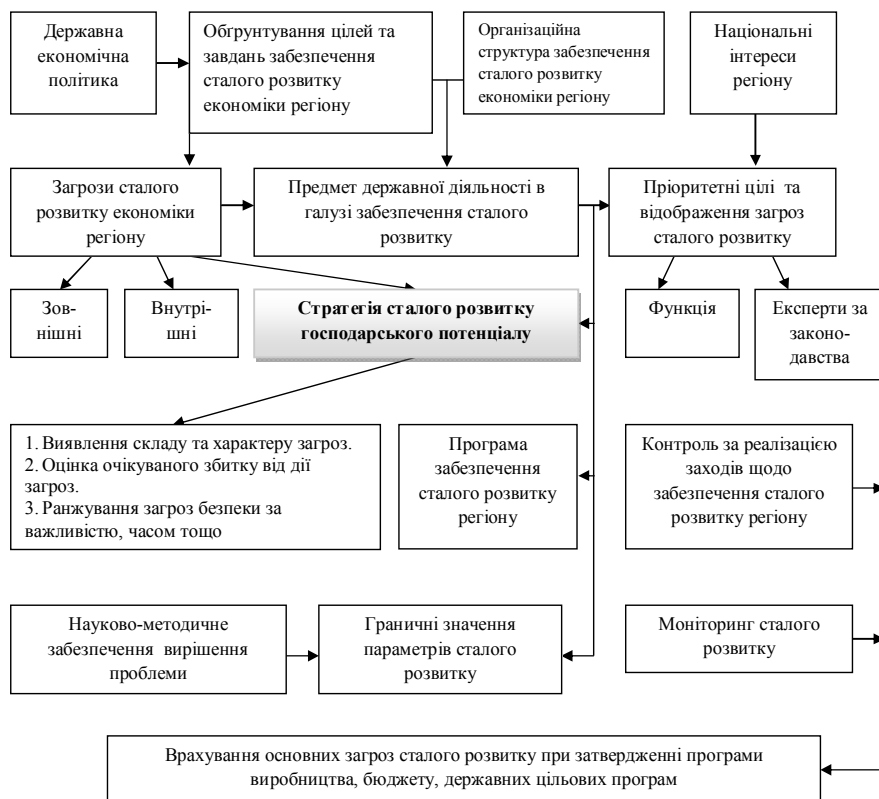 Державна
економічна
політика
Обґрунтування цілей та
завдань забезпечення
сталого розвитку
економіки регіону
Організаційна
структура забезпечення
сталого розвитку
економіки регіону
Національні
інтереси
регіону
Загрози сталого
розвитку економіки
регіону
Предмет державної діяльності в
галузі забезпечення сталого
розвитку
Пріоритетні цілі та
відображення загроз
сталого розвитку
Зов-
нішні
Внутрі-
шні
Стратегія сталого розвитку
господарського потенціалу
Функція
Експерти за
законо-
давства
1. Виявлення складу та характеру загроз.
2. Оцінка очікуваного збитку від дії
загроз.
3. Ранжування загроз безпеки за
важливістю, часом тощо
Програма
забезпечення
сталого розвитку
регіону
Контроль за реалізацією
заходів щодо
забезпечення сталого
розвитку регіону
Науково-методичне
забезпечення вирішення
проблеми
Граничні значення
параметрів сталого
розвитку
Моніторинг сталого
розвитку
Врахування основних загроз сталого розвитку при затвердженні програми
виробництва, бюджету, державних цільових програм